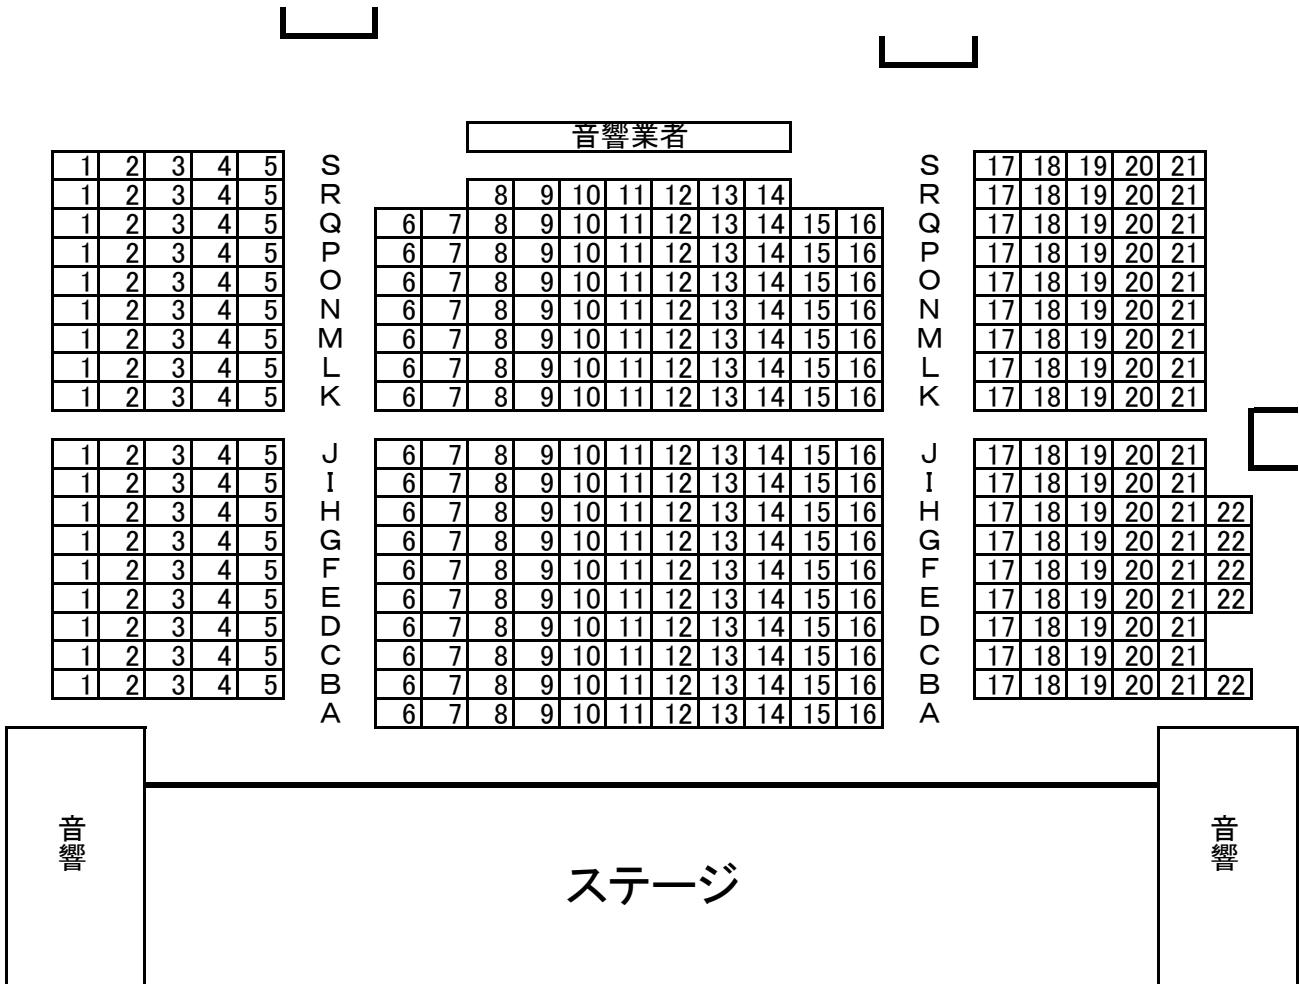 音響業者
1 2 3 4 5 S S 17 18 19 20 21
1 2 3 4 5 R 8 9 10 11 12 13 14 R 17 18 19 20 21
1 2 3 4 5 Q 6 7 8 9 10 11 12 13 14 15 16 Q 17 18 19 20 21
1 2 3 4 5 P 6 7 8 9 10 11 12 13 14 15 16 P 17 18 19 20 21
1 2 3 4 5 O 6 7 8 9 10 11 12 13 14 15 16 O 17 18 19 20 21
1 2 3 4 5 N 6 7 8 9 10 11 12 13 14 15 16 N 17 18 19 20 21
1 2 3 4 5 M 6 7 8 9 10 11 12 13 14 15 16 M 17 18 19 20 21
1 2 3 4 5 L 6 7 8 9 10 11 12 13 14 15 16 L 17 18 19 20 21
1 2 3 4 5 K 6 7 8 9 10 11 12 13 14 15 16 K 17 18 19 20 21
1 2 3 4 5 J 6 7 8 9 10 11 12 13 14 15 16 J 17 18 19 20 21
1 2 3 4 5 I 6 7 8 9 10 11 12 13 14 15 16 I 17 18 19 20 21
1 2 3 4 5 H 6 7 8 9 10 11 12 13 14 15 16 H 17 18 19 20 21 22
1 2 3 4 5 G 6 7 8 9 10 11 12 13 14 15 16 G 17 18 19 20 21 22
1 2 3 4 5 F 6 7 8 9 10 11 12 13 14 15 16 F 17 18 19 20 21 22
1 2 3 4 5 E 6 7 8 9 10 11 12 13 14 15 16 E 17 18 19 20 21 22
1 2 3 4 5 D 6 7 8 9 10 11 12 13 14 15 16 D 17 18 19 20 21
1 2 3 4 5 C 6 7 8 9 10 11 12 13 14 15 16 C 17 18 19 20 21
1 2 3 4 5 B 6 7 8 9 10 11 12 13 14 15 16 B 17 18 19 20 21 22
A 6 7 8 9 10 11 12 13 14 15 16 A
音響
音響
ステージ